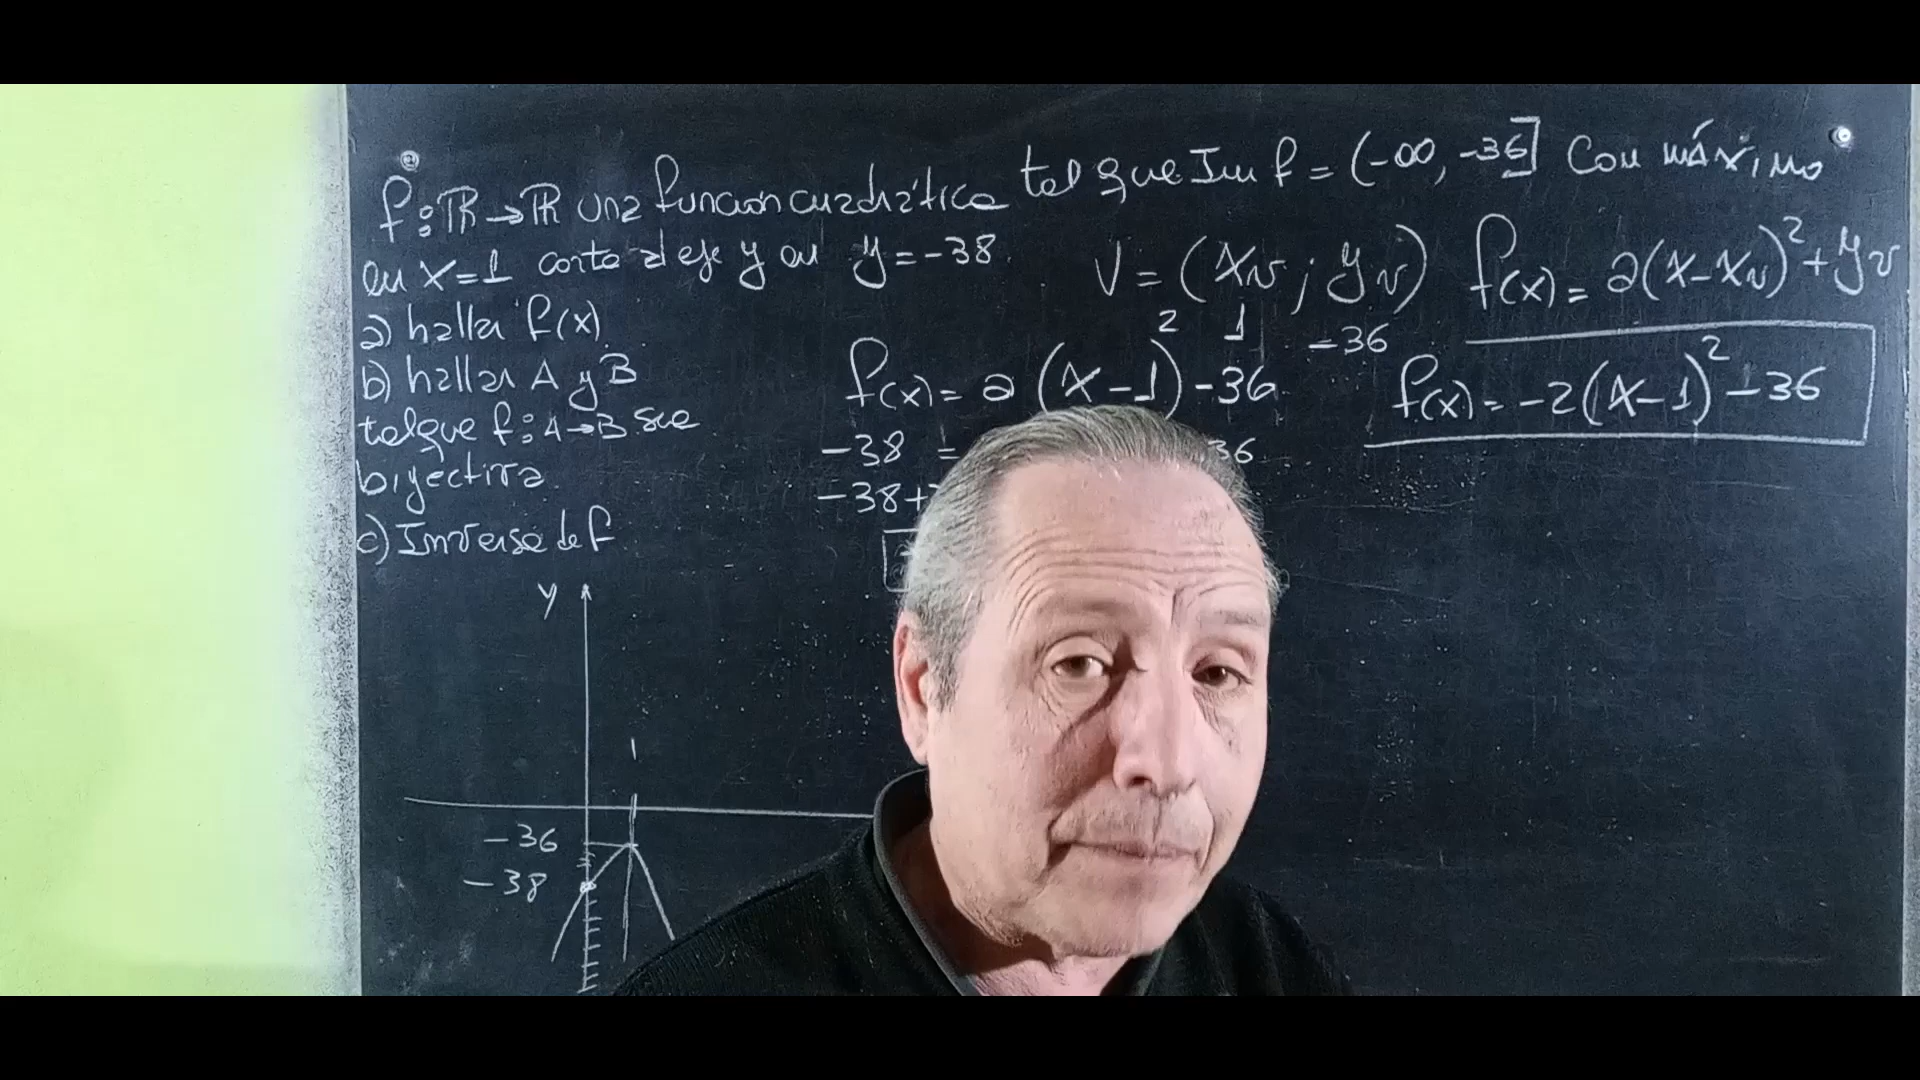 f: ℝ → ℝ una función cuadrática tal que Im f = (-∞, -36] con máximo
en x = 1 corta al eje y en y = -38.
a) hallar f(x).
b) hallar A y B
tal que f: A → B sea
biyectiva.
c) Inversa de f
V = (xv ; yv)
1 -36
f(x) = a(x - xv)² + yv
f(x) = a (x - 1)² - 36
-38 = 36
-38+
f(x) = -2(x - 1)² - 36
y
1
-36
-38